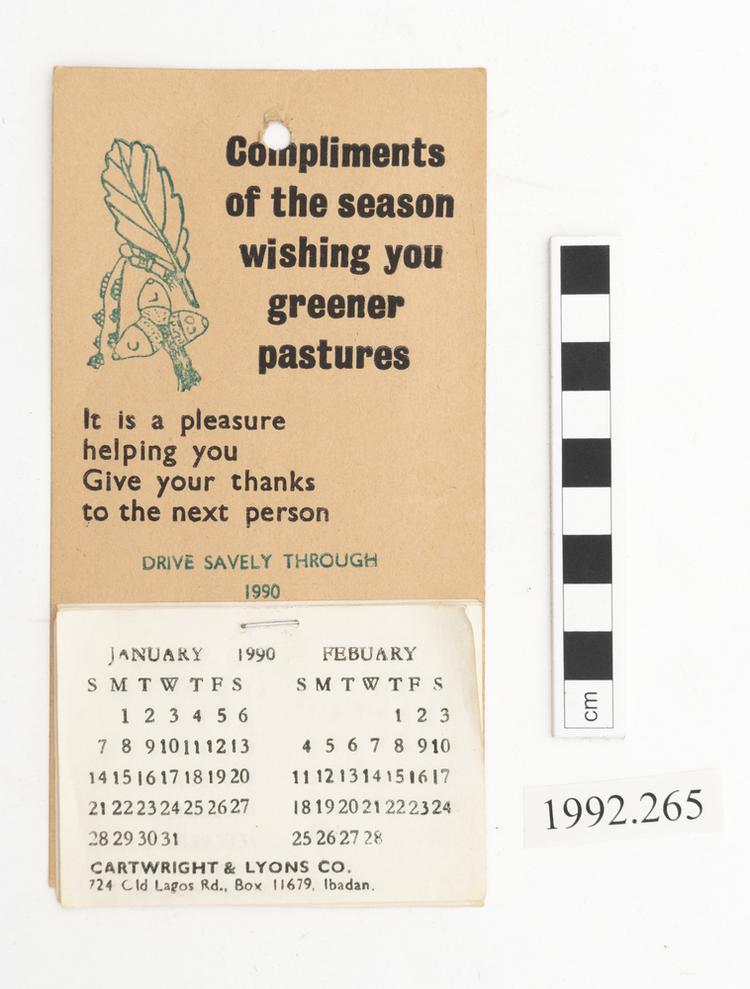 Compliments
of the season
wishing you
greener
pastures
It is a pleasure
helping you
Give your thanks
to the next person
DRIVE SAVELY THROUGH
1990
JANUARY 1990 FEBUARY
S M T W T F S S M T W T F S
1 2 3 4 5 6 1 2 3
7 8 9 10 11 12 13 4 5 6 7 8 9 10
14 15 16 17 18 19 20 11 12 13 14 15 16 17
21 22 23 24 25 26 27 18 19 20 21 22 23 24
28 29 30 31 25 26 27 28
CARTWRIGHT & LYONS CO.
724 Old Lagos Rd., Box 11679, Ibadan.
cm
1992.265